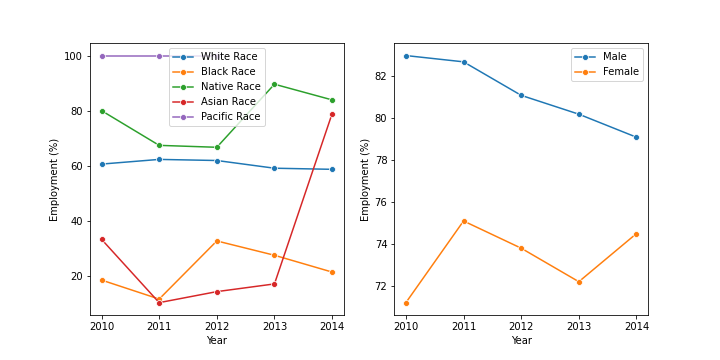 100
80
60
40
20
Employment (%)
2010 2011 2012 2013 2014
Year
White Race
Black Race
Native Race
Asian Race
Pacific Race
82
80
78
76
74
72
Employment (%)
2010 2011 2012 2013 2014
Year
Male
Female